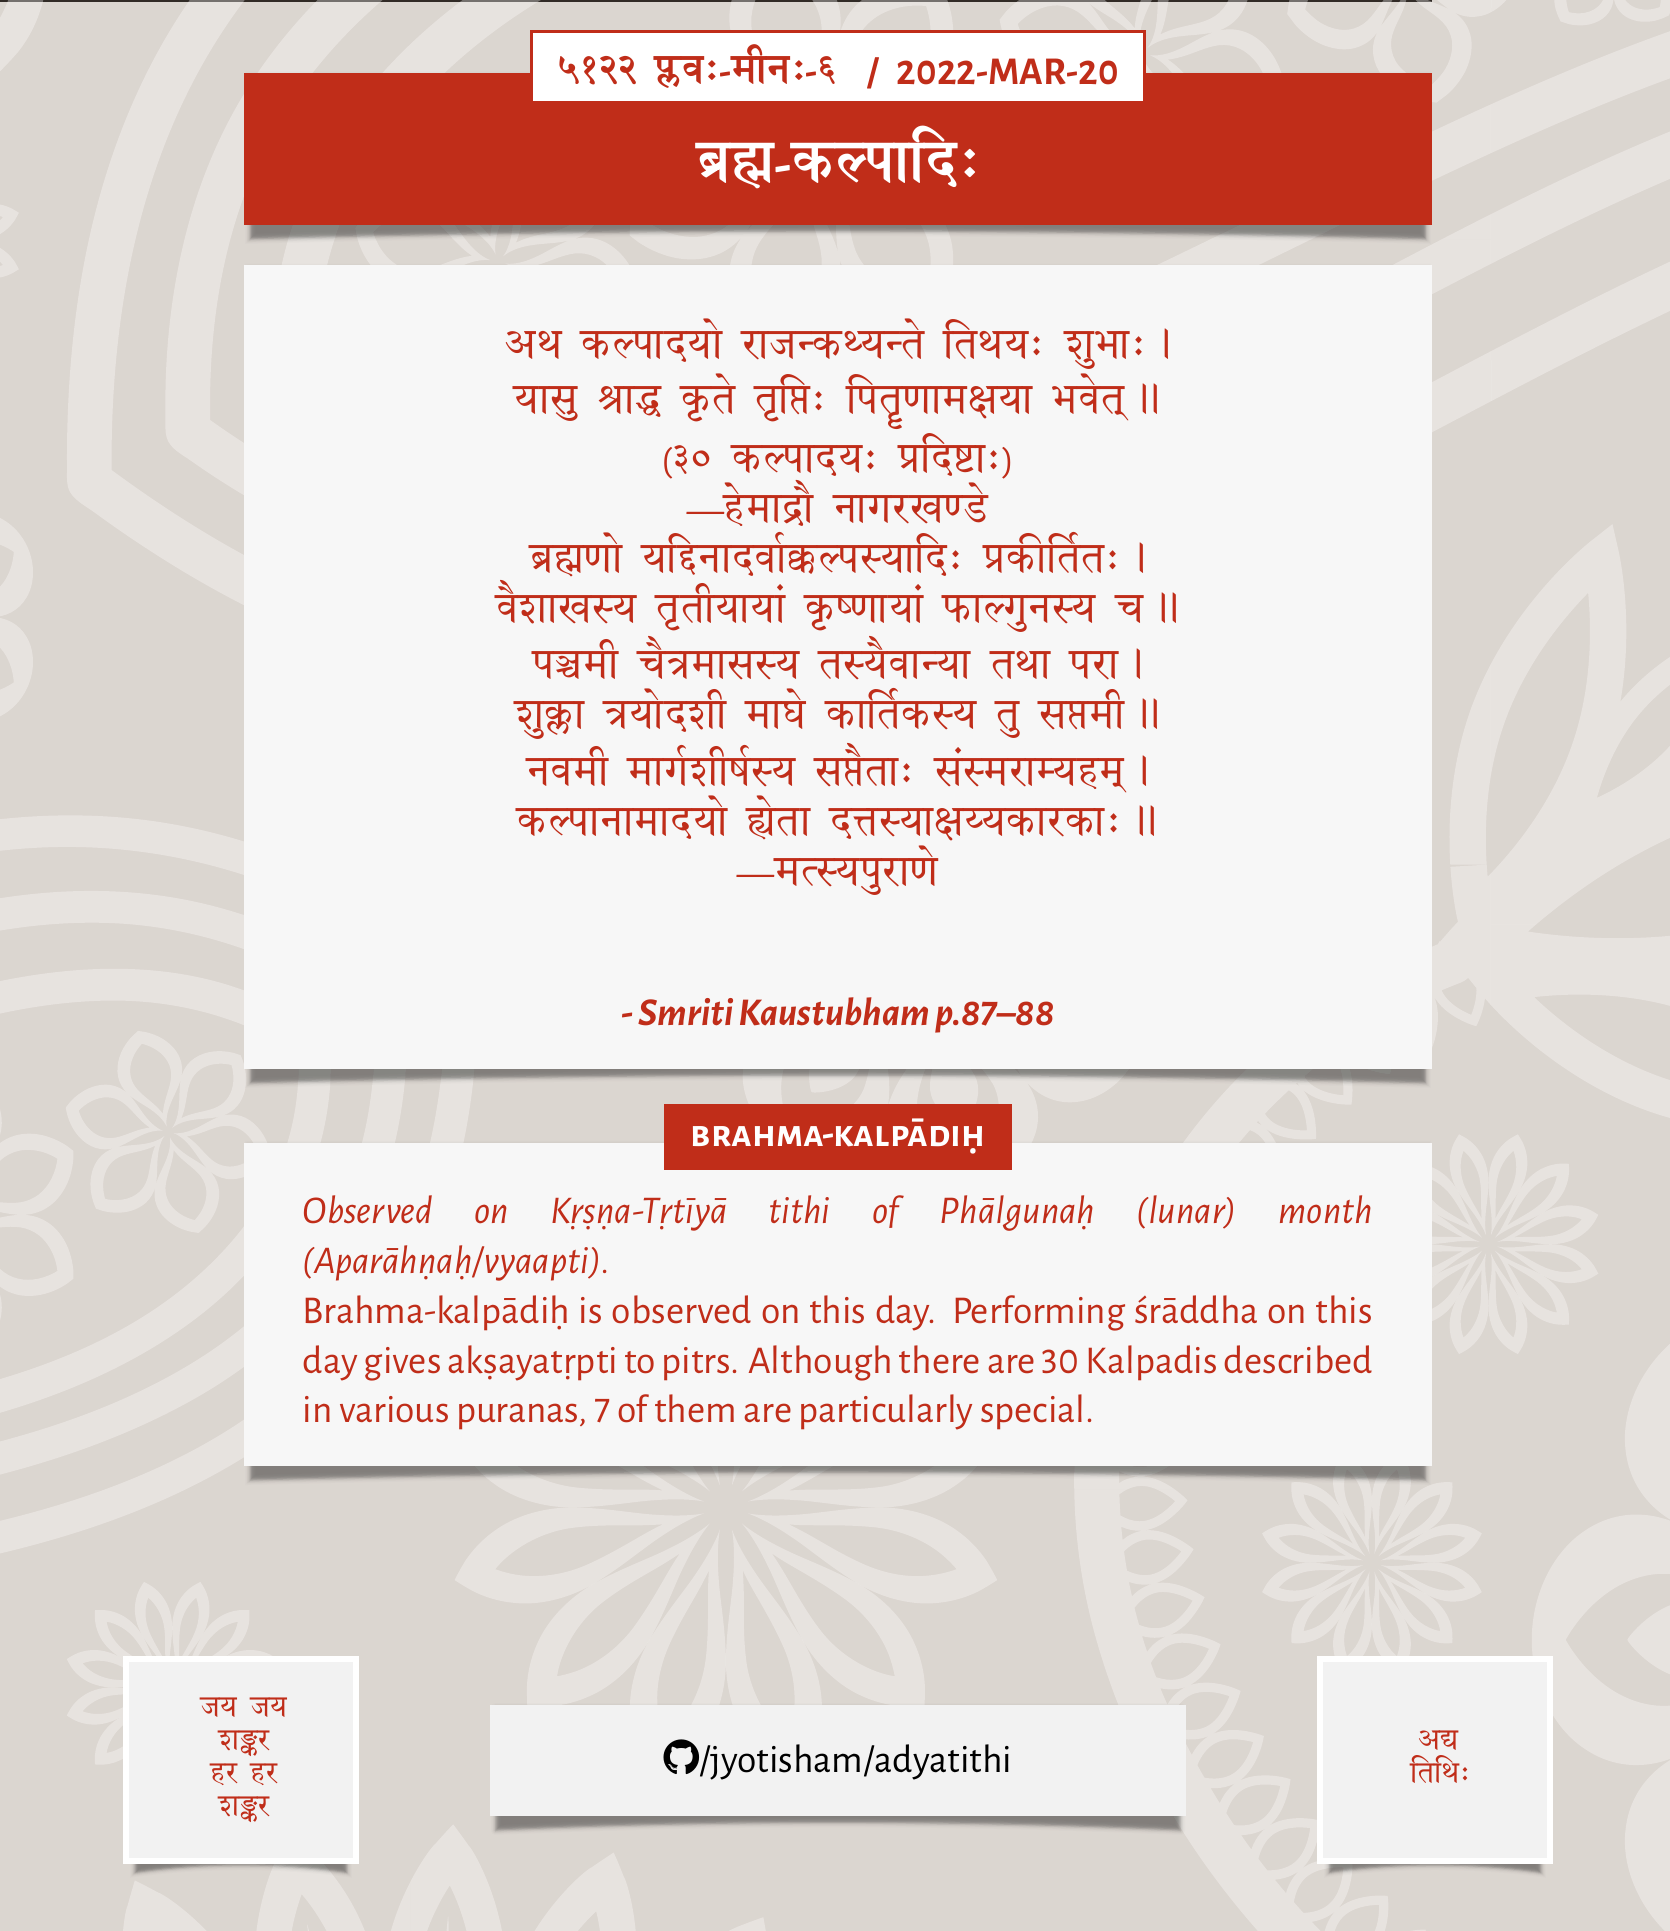 ५१२२ प्लवः-मीनः-६ / 2022-MAR-20
ब्रह्म-कल्पादिः
अथ कल्पादयो राजन्कथ्यन्ते तिथयः शुभाः ।
यासु श्राद्ध कृते तृप्तिः पितॄणामक्षया भवेत् ॥
(३० कल्पादयः प्रदिष्टाः)
—हेमाद्रौ नागरखण्डे
ब्रह्मणो यद्दिनादर्वाक्कल्पस्यादिः प्रकीर्तितः ।
वैशाखस्य तृतीयायां कृष्णायां फाल्गुनस्य च ॥
पञ्चमी चैत्रमासस्य तस्यैवान्या तथा परा ।
शुक्ला त्रयोदशी माघे कार्तिकस्य तु सप्तमी ॥
नवमी मार्गशीर्षस्य सप्तैताः संस्मराम्यहम् ।
कल्पानामादयो ह्येता दत्तस्याक्षय्यकारकाः ॥
—मत्स्यपुराणे
- Smriti Kaustubham p.87–88
BRAHMA-KALPĀDIḤ
Observed on Kṛṣṇa-Tṛtīyā tithi of Phālgunaḥ (lunar) month
(Aparāhṇaḥ/vyaapti).
Brahma-kalpādiḥ is observed on this day. Performing śrāddha on this
day gives akṣayatṛpti to pitrs. Although there are 30 Kalpadis described
in various puranas, 7 of them are particularly special.
जय जय
शङ्कर
हर हर
शङ्कर
/jyotisham/adyatithi
अद्य
तिथिः